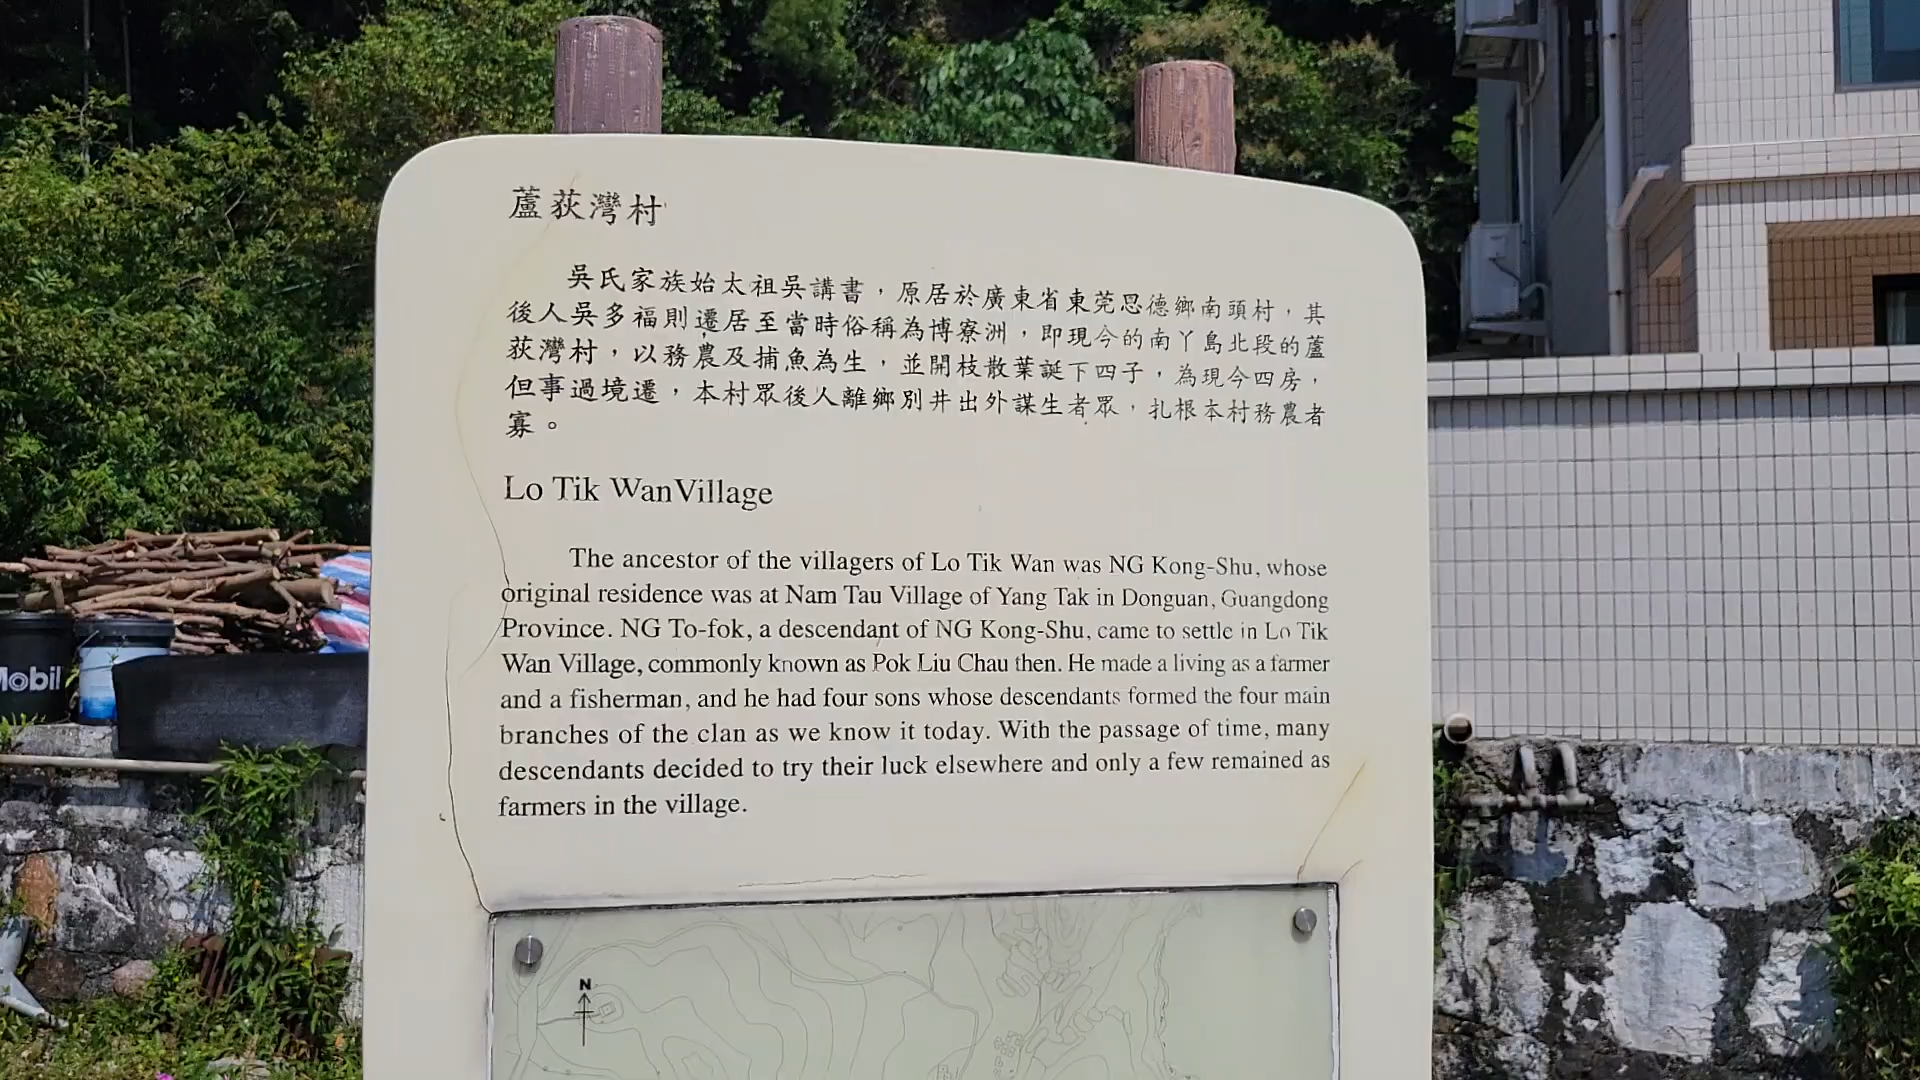 蘆荻灣村
吳氏家族始太祖吳講書，原居於廣東省東莞恩德鄉南頭村，其
後人吳多福則遷居至當時俗稱為博寮洲，即現今的南丫島北段的蘆
荻灣村，以務農及捕魚為生，並開枝散葉誕下四子，為現今四房，
但事過境遷，本村眾後人離鄉別井出外謀生者眾，扎根本村務農者
寡。
Lo Tik Wan Village
The ancestor of the villagers of Lo Tik Wan was NG Kong-Shu, whose
original residence was at Nam Tau Village of Yang Tak in Donguan, Guangdong
Province. NG To-fok, a descendant of NG Kong-Shu, came to settle in Lo Tik
Wan Village, commonly known as Pok Liu Chau then. He made a living as a farmer
and a fisherman, and he had four sons whose descendants formed the four main
branches of the clan as we know it today. With the passage of time, many
descendants decided to try their luck elsewhere and only a few remained as
farmers in the village.
Mobil
N